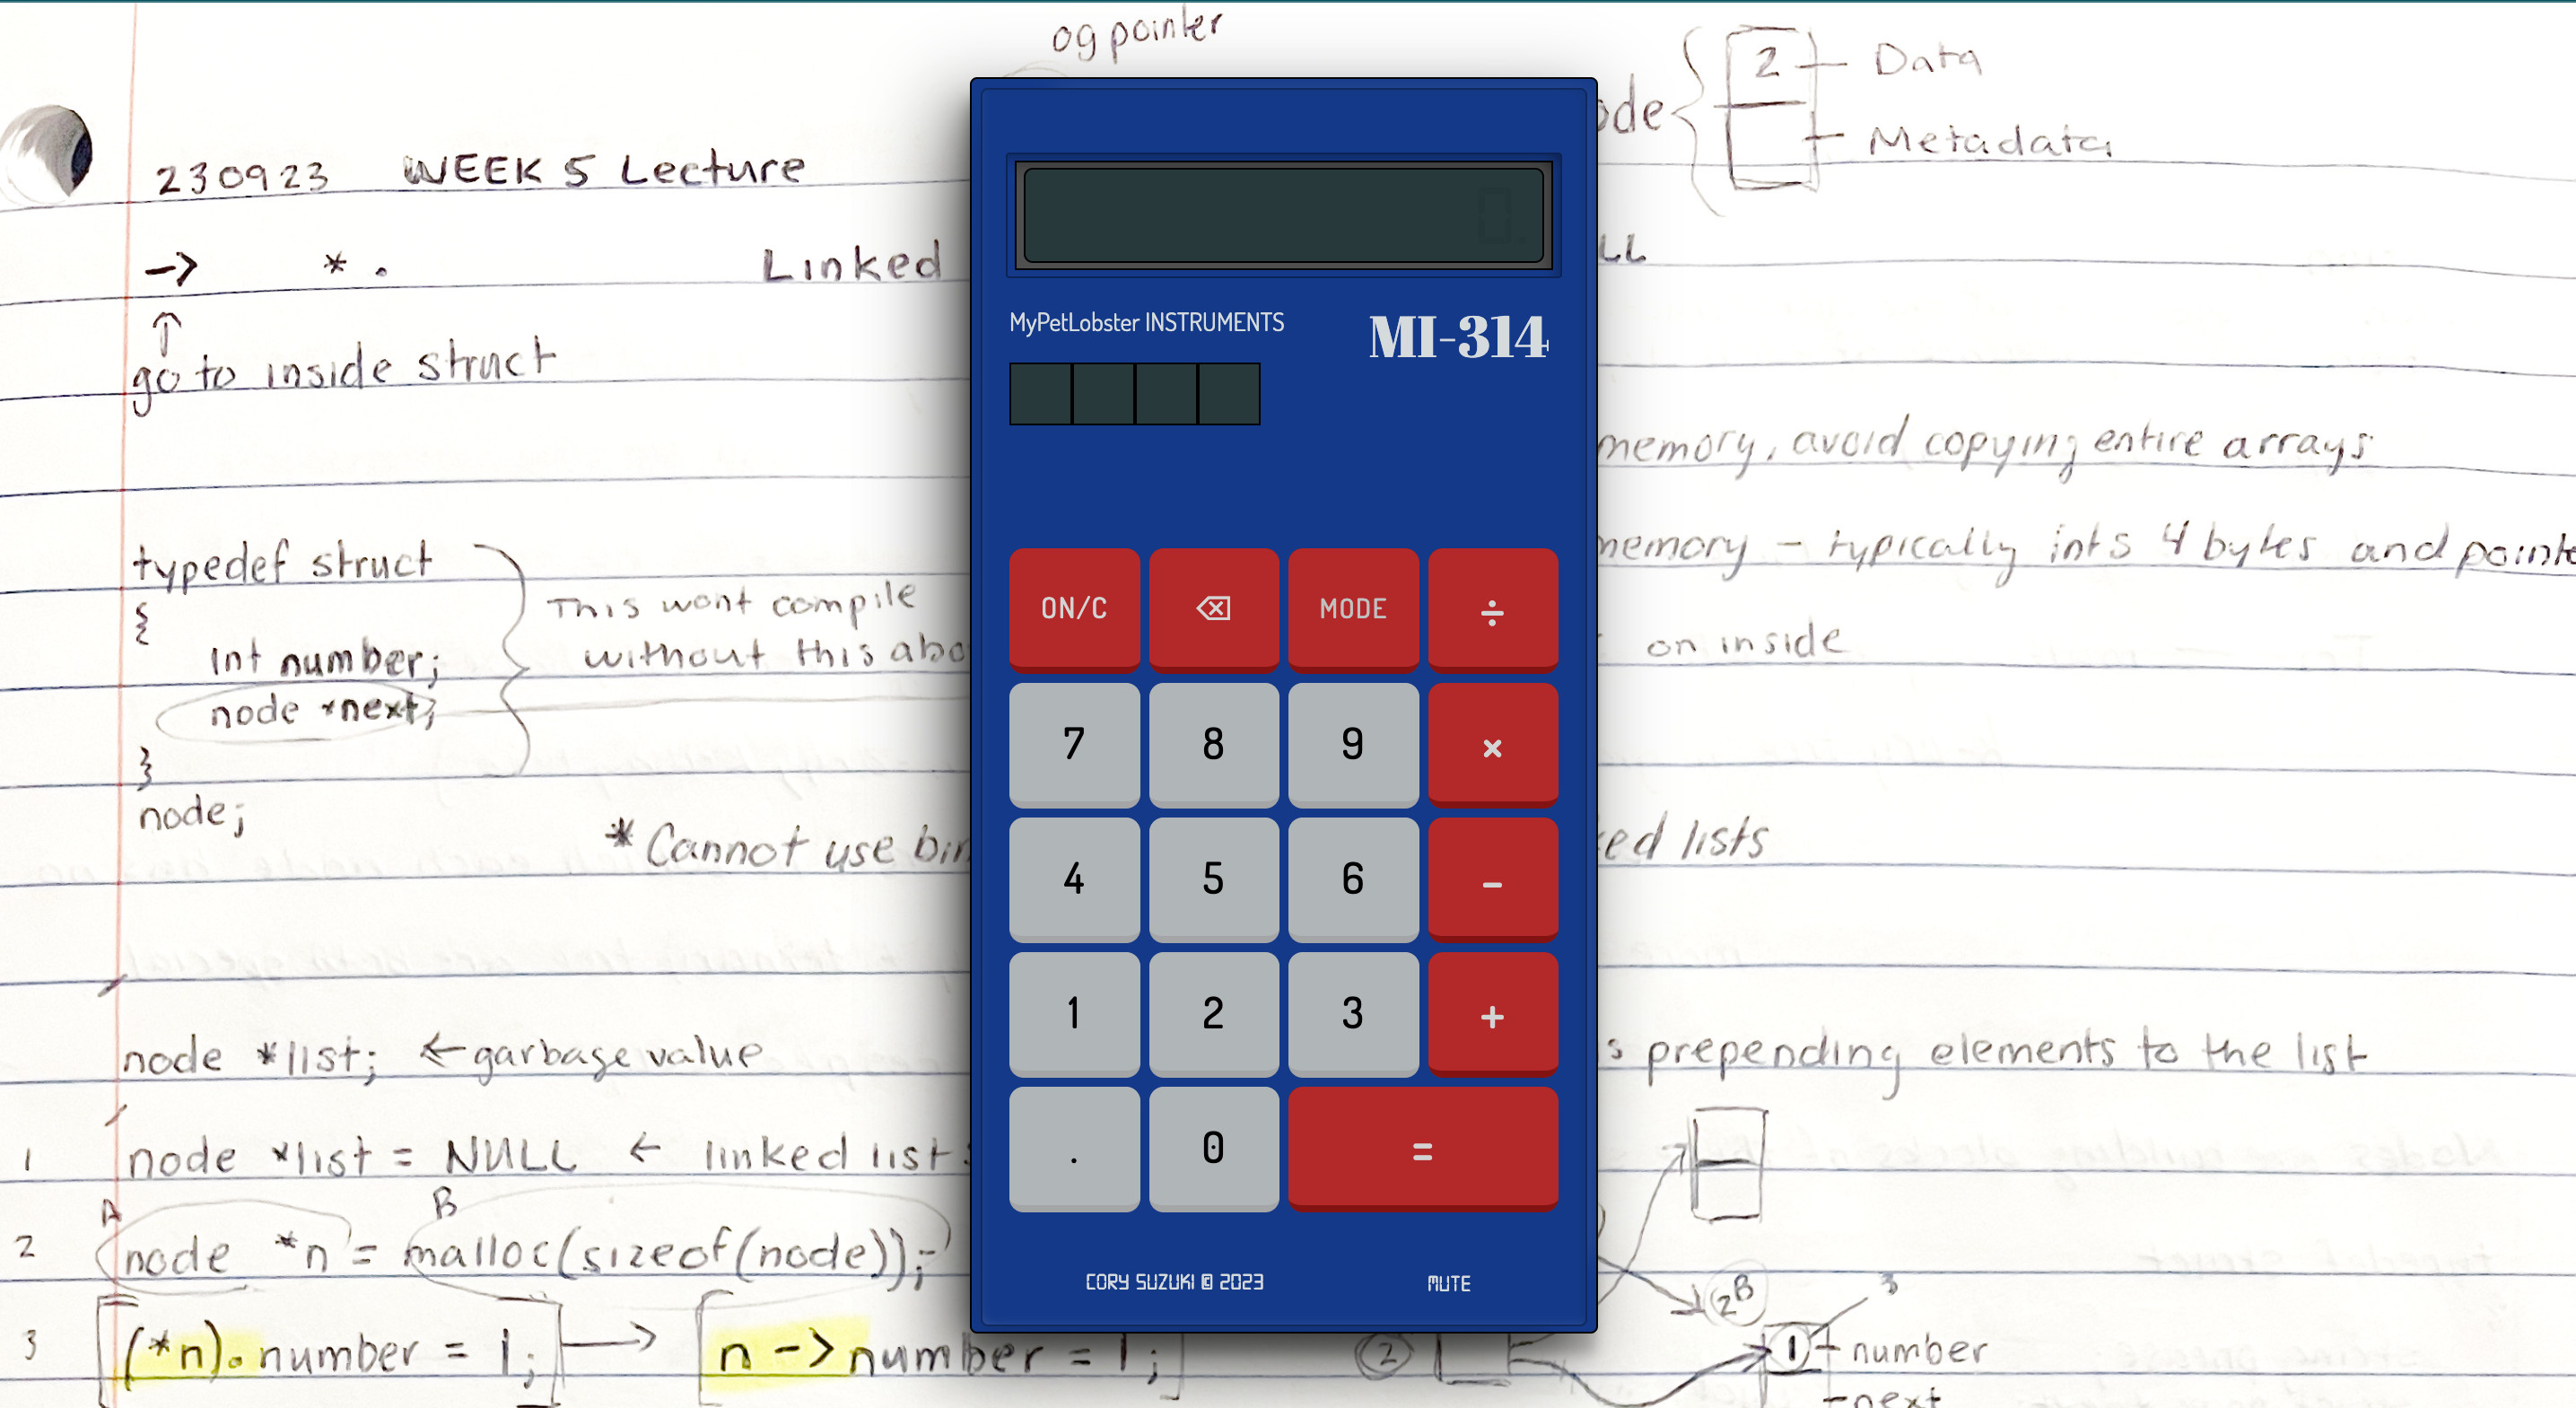 og pointer
2 Data
ode
Metadata
230923 WEEK 5 Lecture
-> * .
Linked
LL
0.
MyPetLobster INSTRUMENTS
MI-314
go to inside struct
memory, avoid copying entire arrays
memory - typically ints 4 bytes and pointe
typedef struct
{
int number;
node *next;
}
node;
This wont compile
without this abo
on inside
* Cannot use bin
ed lists
ON/C ⌫ MODE ÷
7 8 9 ×
4 5 6 -
1 2 3 +
. 0 =
node *list; <- garbage value
s prepending elements to the list
1 node *list = NULL <- linked list
A B
2 node *n = malloc(sizeof(node));
2B
3
3 (*n).number = 1; -> n -> number = 1;
2
1 number
next
CORY SUZUKI © 2023
MUTE